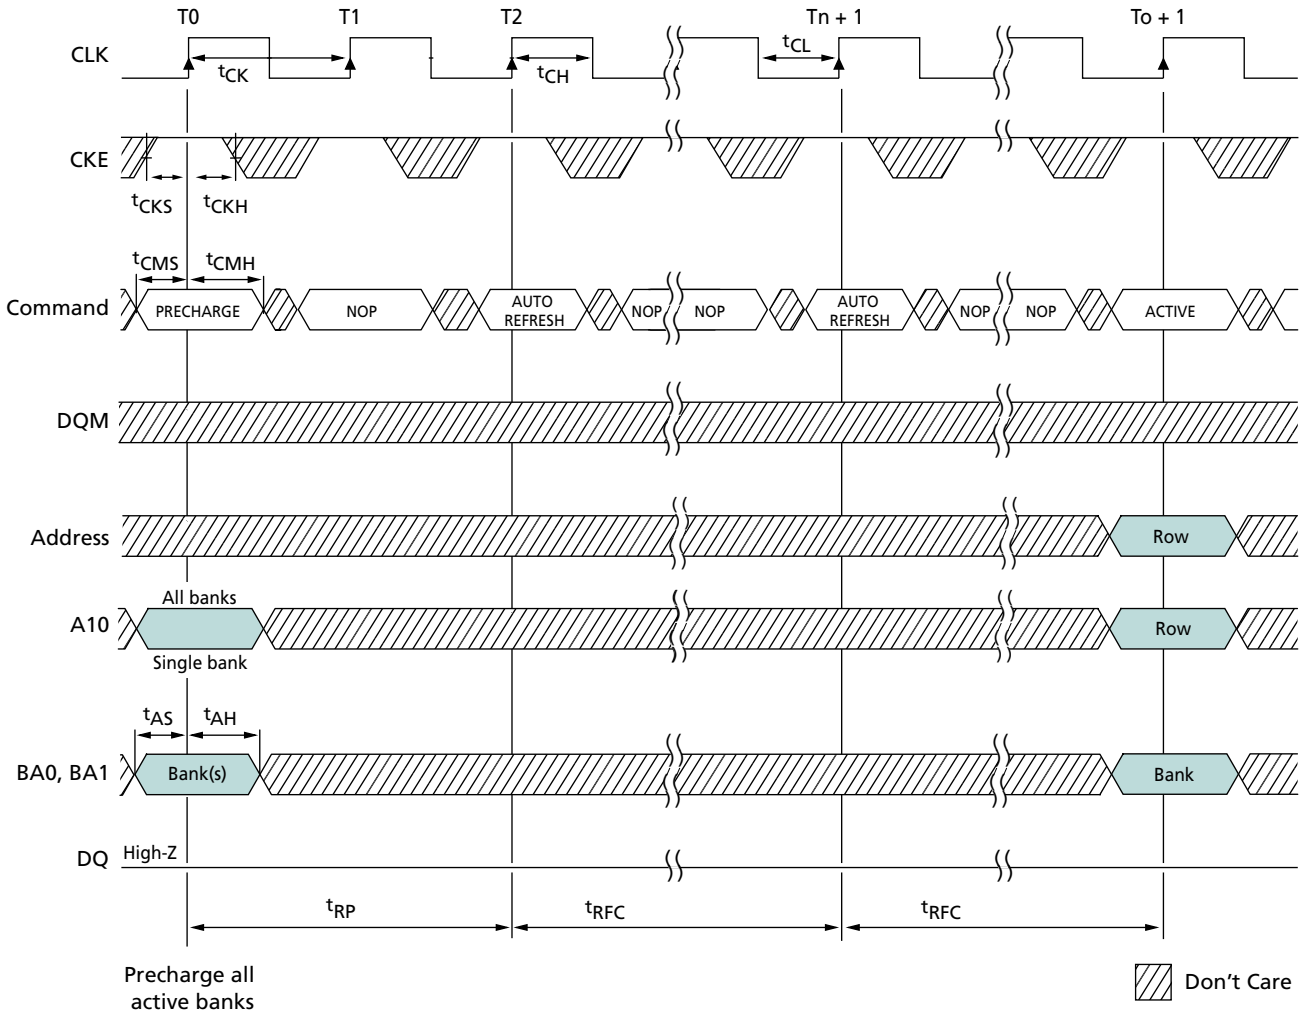 T0 T1 T2 Tn + 1 To + 1
CLK
tCK tCH tCL
CKE
tCKS tCKH
tCMS tCMH
Command PRECHARGE NOP AUTO REFRESH NOP NOP AUTO REFRESH NOP NOP ACTIVE
DQM
Address Row
All banks
A10 Row
Single bank
tAS tAH
BA0, BA1 Bank(s) Bank
DQ High-Z
tRP tRFC tRFC
Precharge all
active banks
Don't Care